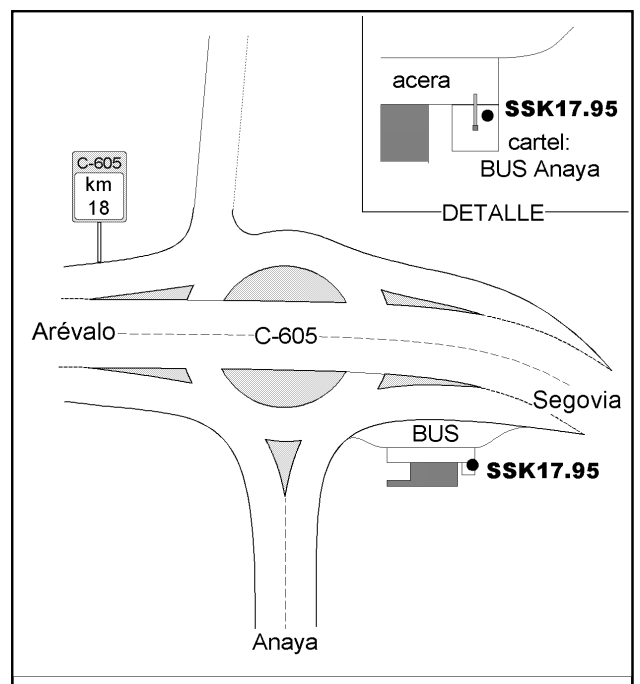 acera
SSK17.95
cartel:
BUS Anaya
DETALLE
C-605
km
18
Arévalo
C-605
Segovia
BUS
SSK17.95
Anaya